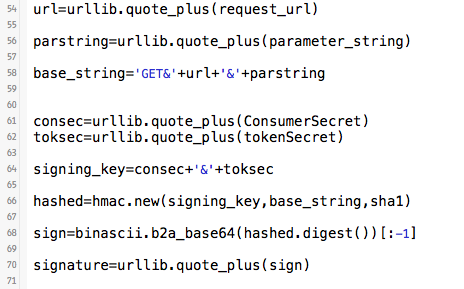 54 url=urllib.quote_plus(request_url)
55
56 parstring=urllib.quote_plus(parameter_string)
57
58 base_string='GET&'+url+'&'+parstring
59
60
61 consec=urllib.quote_plus(ConsumerSecret)
62 toksec=urllib.quote_plus(tokenSecret)
63
64 signing_key=consec+'&'+toksec
65
66 hashed=hmac.new(signing_key,base_string,sha1)
67
68 sign=binascii.b2a_base64(hashed.digest())[:-1]
69
70 signature=urllib.quote_plus(sign)
71